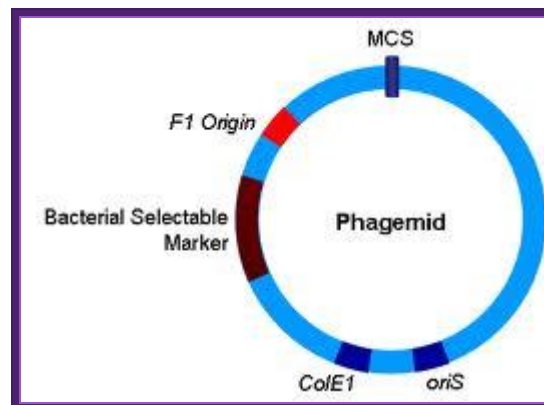 MCS
F1 Origin
Bacterial Selectable
Marker
Phagemid
ColE1
oriS